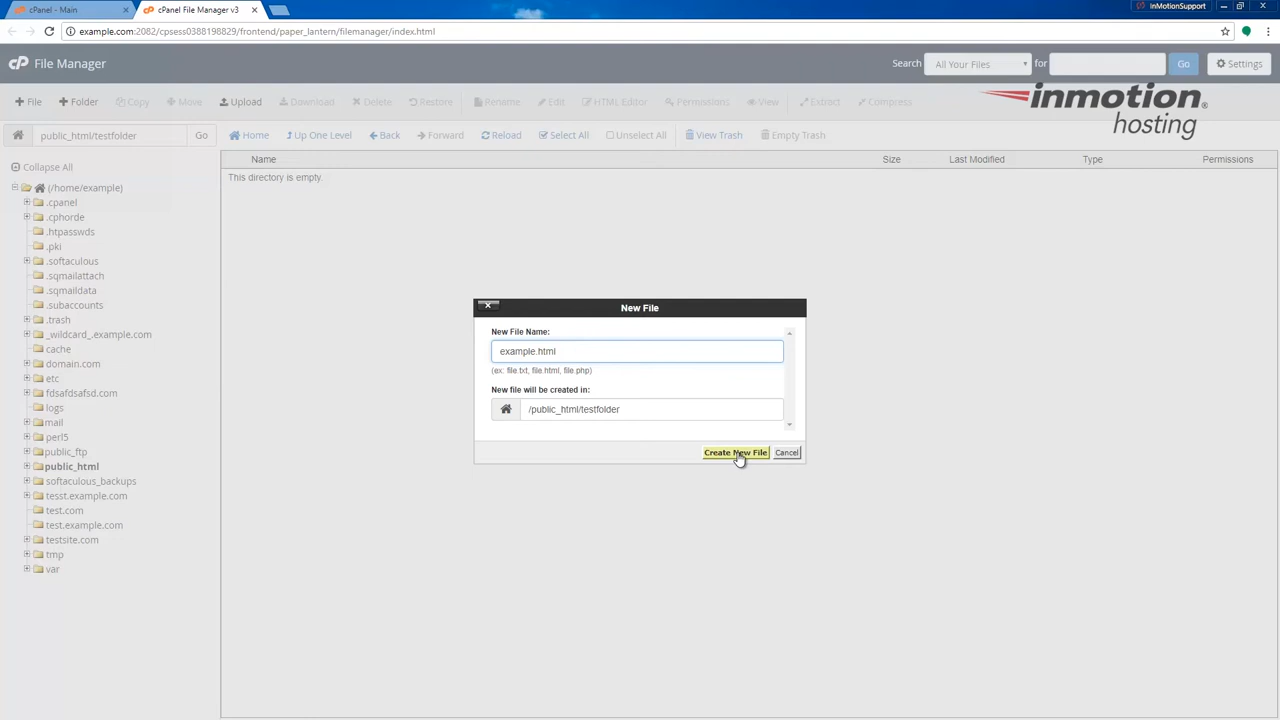 cPanel - Main
cPanel File Manager v3
InMotionSupport
example.com:2082/cpsess0388198829/frontend/paper_lantern/filemanager/index.html
cP File Manager
Search
All Your Files
for
Go
Settings
File
Folder
Copy
Move
Upload
Download
Delete
Restore
Rename
Edit
HTML Editor
Permissions
View
Extract
Compress
inmotion®
hosting
public_html/testfolder
Go
Home
Up One Level
Back
Forward
Reload
Select All
Unselect All
View Trash
Empty Trash
Collapse All
Name
Size
Last Modified
Type
Permissions
This directory is empty.
(/home/example)
.cpanel
.cphorde
.htpasswds
.pki
.softaculous
.sqmailattach
.sqmaildata
.subaccounts
.trash
_wildcard_.example.com
cache
domain.com
etc
fdsafdsafsd.com
logs
mail
perl5
public_ftp
public_html
softaculous_backups
tesst.example.com
test.com
test.example.com
testsite.com
tmp
var
New File
New File Name:
example.html
(ex: file.txt, file.html, file.php)
New file will be created in:
/public_html/testfolder
Create New File
Cancel